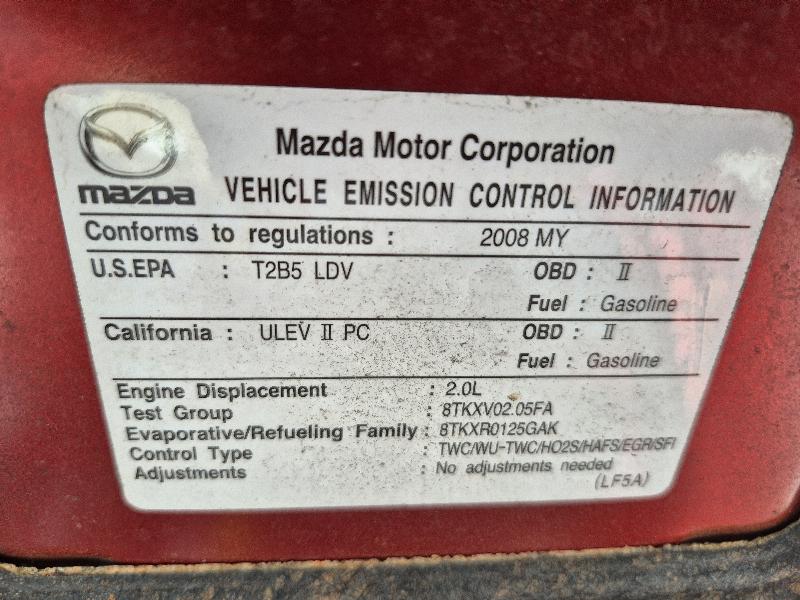 Mazda Motor Corporation
mazda VEHICLE EMISSION CONTROL INFORMATION
Conforms to regulations : 2008 MY
U.S.EPA : T2B5 LDV OBD : II
Fuel : Gasoline
California : ULEV II PC OBD : II
Fuel : Gasoline
Engine Displacement : 2.0L
Test Group : 8TKXV02.05FA
Evaporative/Refueling Family : 8TKXR0125GAK
Control Type : TWC/WU-TWC/HO2S/HAFS/EGR/SFI
Adjustments : No adjustments needed
(LF5A)